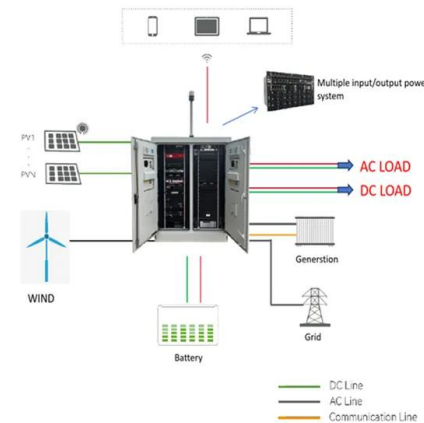 Multiple input/output powe
system
PV1
PVN
AC LOAD
DC LOAD
WIND
Generstion
Grid
Battery
DC Line
AC Line
Communication Line